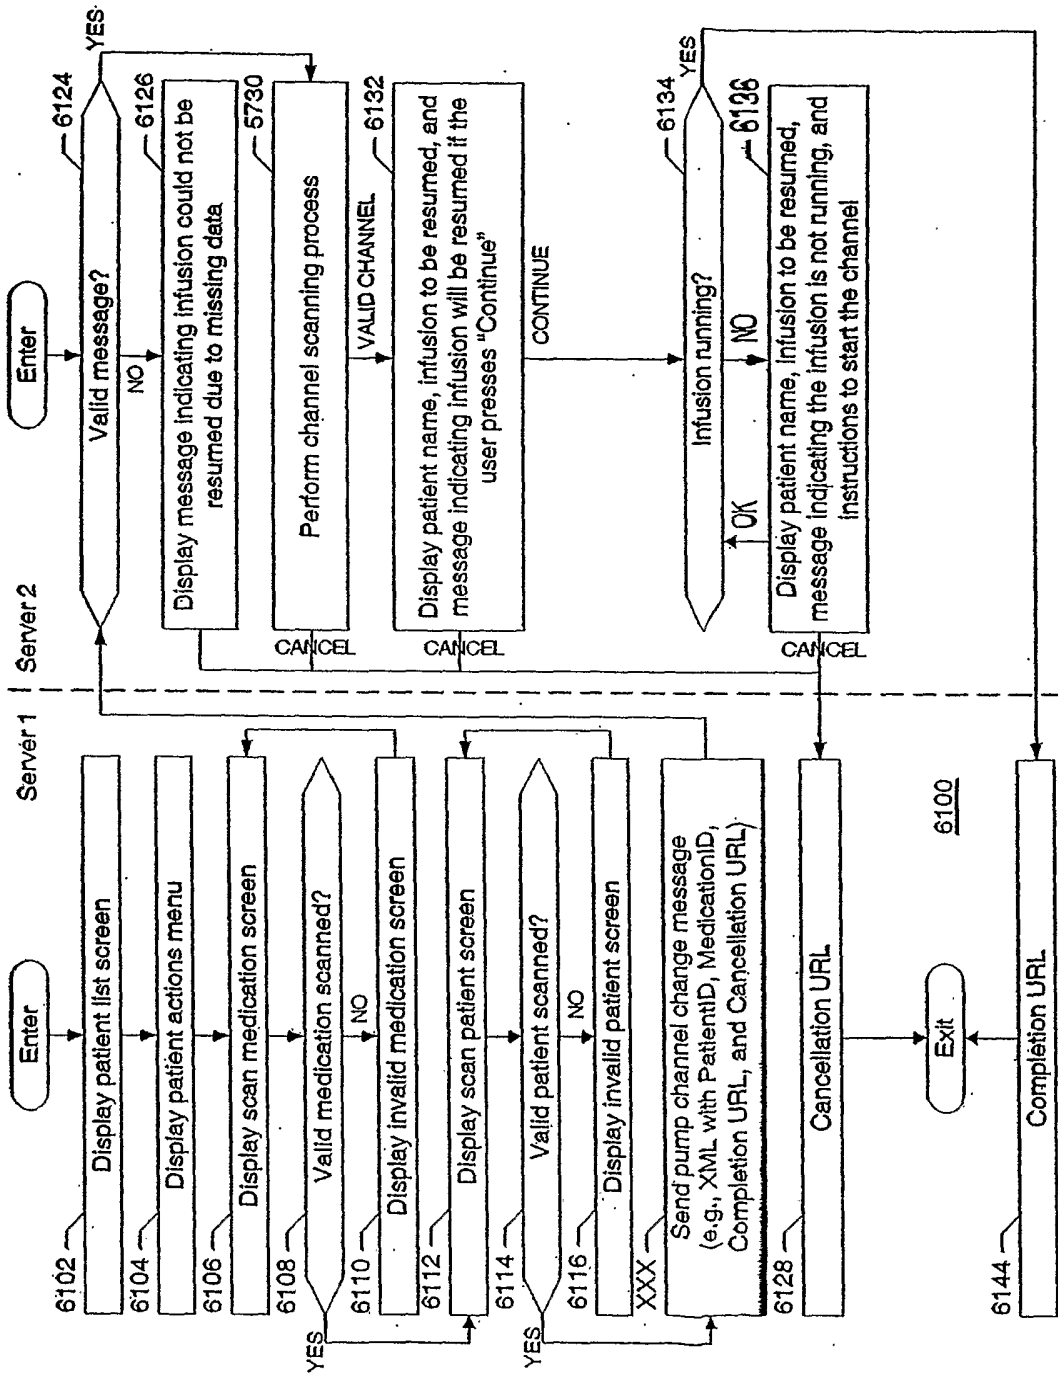 Server 1
Enter
6102
Display patient list screen
6104
Display patient actions menu
6106
Display scan medication screen
6108
Valid medication scanned?
YES
NO
6110
Display invalid medication screen
6112
Display scan patient screen
6114
Valid patient scanned?
YES
NO
6116
Display invalid patient screen
XXX
Send pump channel change message
(e.g., XML with PatientID, MedicationID,
Completion URL, and Cancellation URL)
6128
Cancellation URL
Exit
6100
6144
Completion URL
Server 2
Enter
6124
Valid message?
YES
NO
6126
Display message indicating infusion could not be
resumed due to missing data
5730
Perform channel scanning process
CANCEL
VALID CHANNEL
6132
Display patient name, infusion to be resumed, and
message indicating infusion will be resumed if the
user presses "Continue"
CANCEL
CONTINUE
6134
Infusion running?
YES
OK
NO
6136
Display patient name, infusion to be resumed,
message indicating the infusion is not running, and
instructions to start the channel
CANCEL